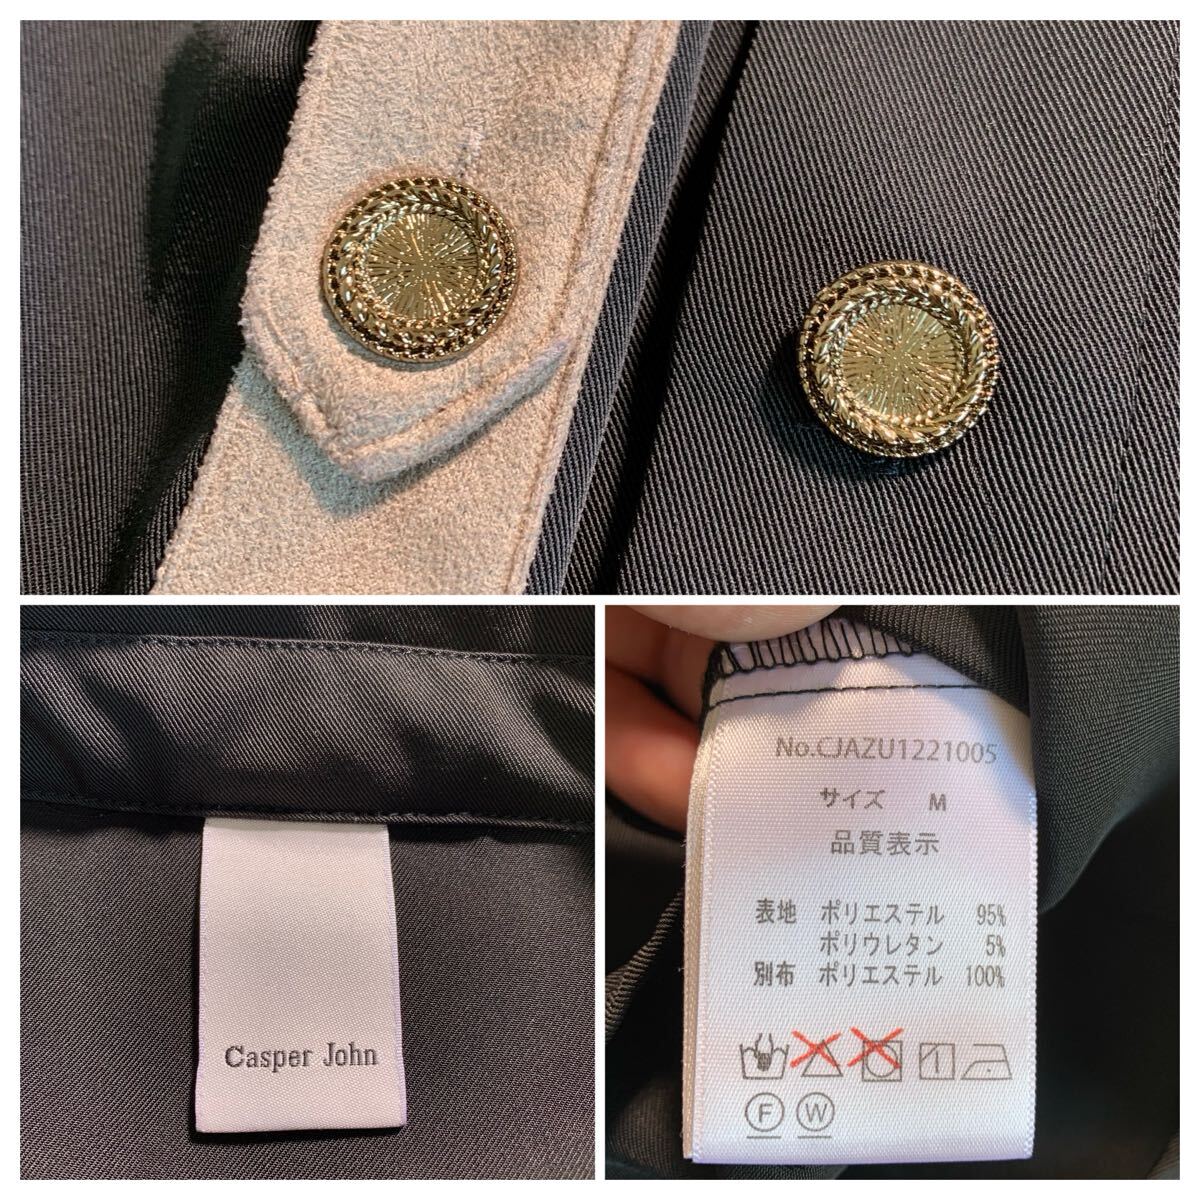 Casper John
No.CJAZU1221005
サイズ M
品質表示
表地 ポリエステル 95%
ポリウレタン 5%
別布 ポリエステル 100%
F W